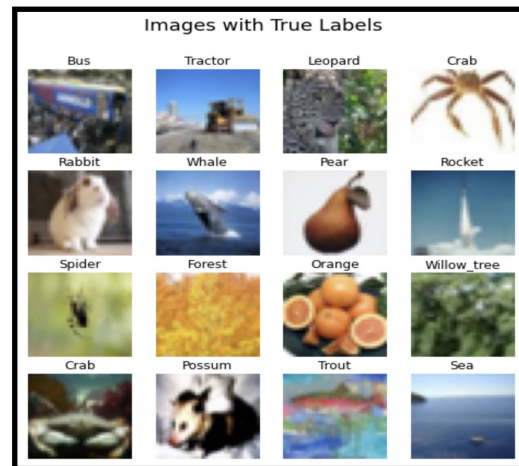 Images with True Labels
Bus Tractor Leopard Crab
Rabbit Whale Pear Rocket
Spider Forest Orange Willow_tree
Crab Possum Trout Sea